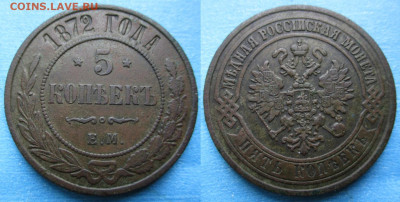 COINS.LAVE.RU
1872 ГОДА
5
КОПѢЕКЪ
Е.М.
МѢДНАЯ РОССІЙСКАЯ МОНЕТА
ПЯТЬ КОПѢЕКЪ